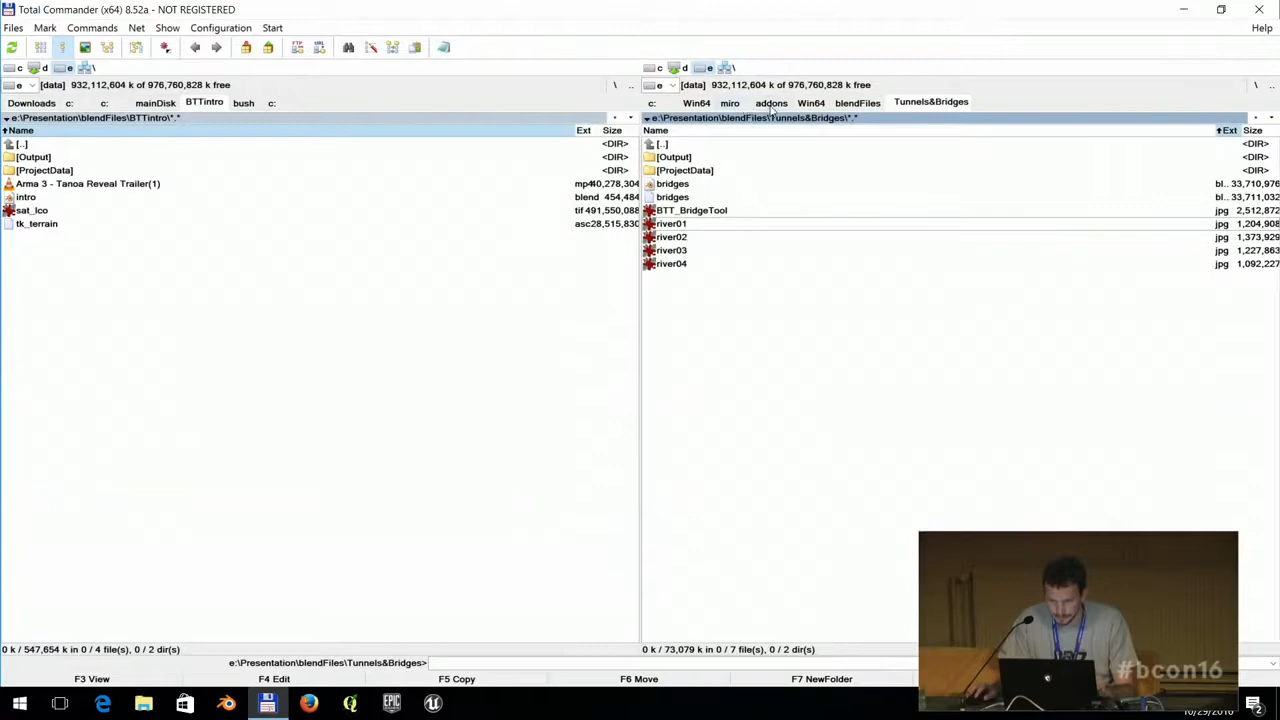 Total Commander (x64) 8.52a - NOT REGISTERED
Files Mark Commands Net Show Configuration Start Help
FTP URL
c d e \ c d e \
e [data] 932,112,604 k of 976,760,828 k free \ .. e [data] 932,112,604 k of 976,760,828 k free \ ..
Downloads c: c: mainDisk BTTintro bush c: c: Win64 miro addons Win64 blendFiles Tunnels&Bridges
e:\Presentation\blendFiles\BTTintro\*.* e:\Presentation\blendFiles\Tunnels&Bridges\*.*
Name Ext Size Name Ext Size
[..] <DIR> [..] <DIR>
[Output] <DIR> [Output] <DIR>
[ProjectData] <DIR> [ProjectData] <DIR>
Arma 3 - Tanoa Reveal Trailer(1) mp4 40,278,304 bridges bl.. 33,710,976
intro blend 454,484 bridges bl.. 33,711,032
sat_lco tif 491,550,088 BTT_BridgeTool jpg 2,512,872
tk_terrain asc 28,515,830 river01 jpg 1,204,908
river02 jpg 1,373,929
river03 jpg 1,227,863
river04 jpg 1,092,227
0 k / 547,654 k in 0 / 4 file(s), 0 / 2 dir(s) 0 k / 73,079 k in 0 / 7 file(s), 0 / 2 dir(s)
e:\Presentation\blendFiles\Tunnels&Bridges>
F3 View F4 Edit F5 Copy F6 Move F7 NewFolder
#bcon16
EPIC GAMES
10/29/2016
2